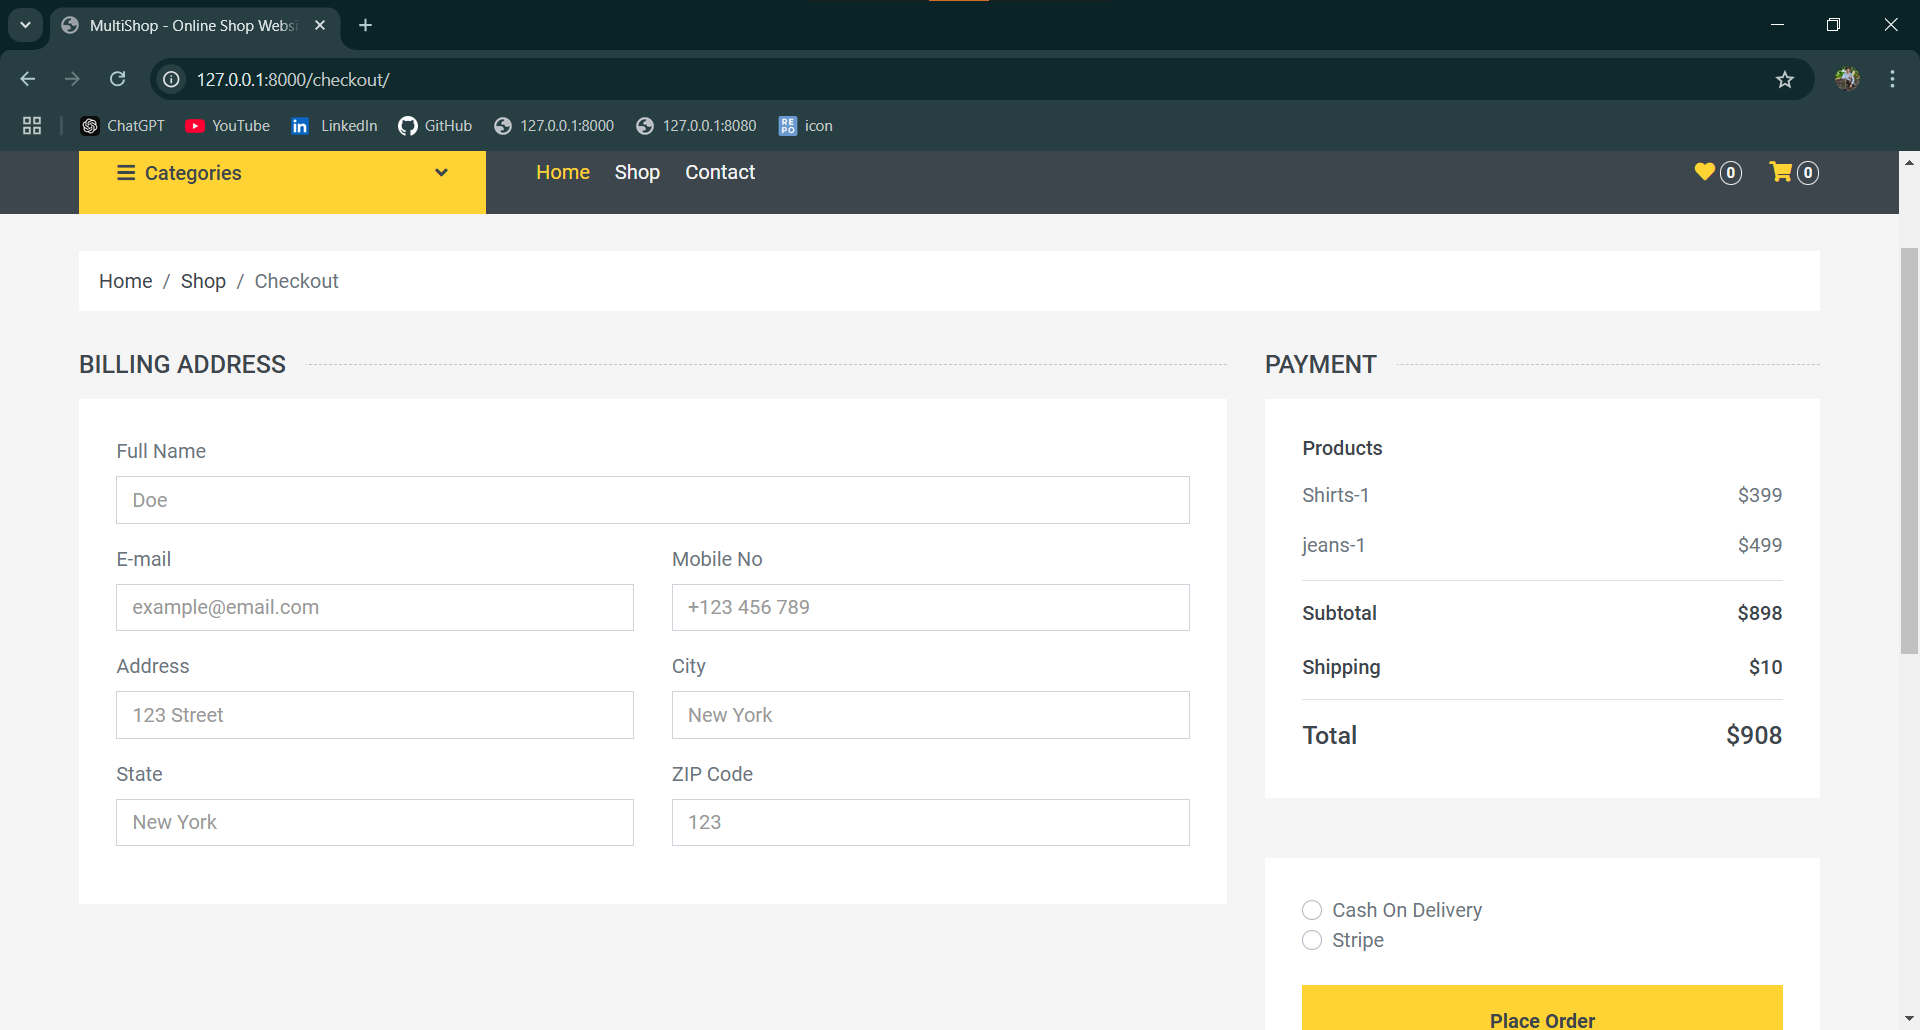 MultiShop - Online Shop Websi
127.0.0.1:8000/checkout/
ChatGPT YouTube LinkedIn GitHub 127.0.0.1:8000 127.0.0.1:8080 REPO icon
Categories Home Shop Contact 0 0
Home / Shop / Checkout
BILLING ADDRESS
Full Name
Doe
E-mail Mobile No
example@email.com +123 456 789
Address City
123 Street New York
State ZIP Code
New York 123
PAYMENT
Products
Shirts-1 $399
jeans-1 $499
Subtotal $898
Shipping $10
Total $908
Cash On Delivery
Stripe
Place Order